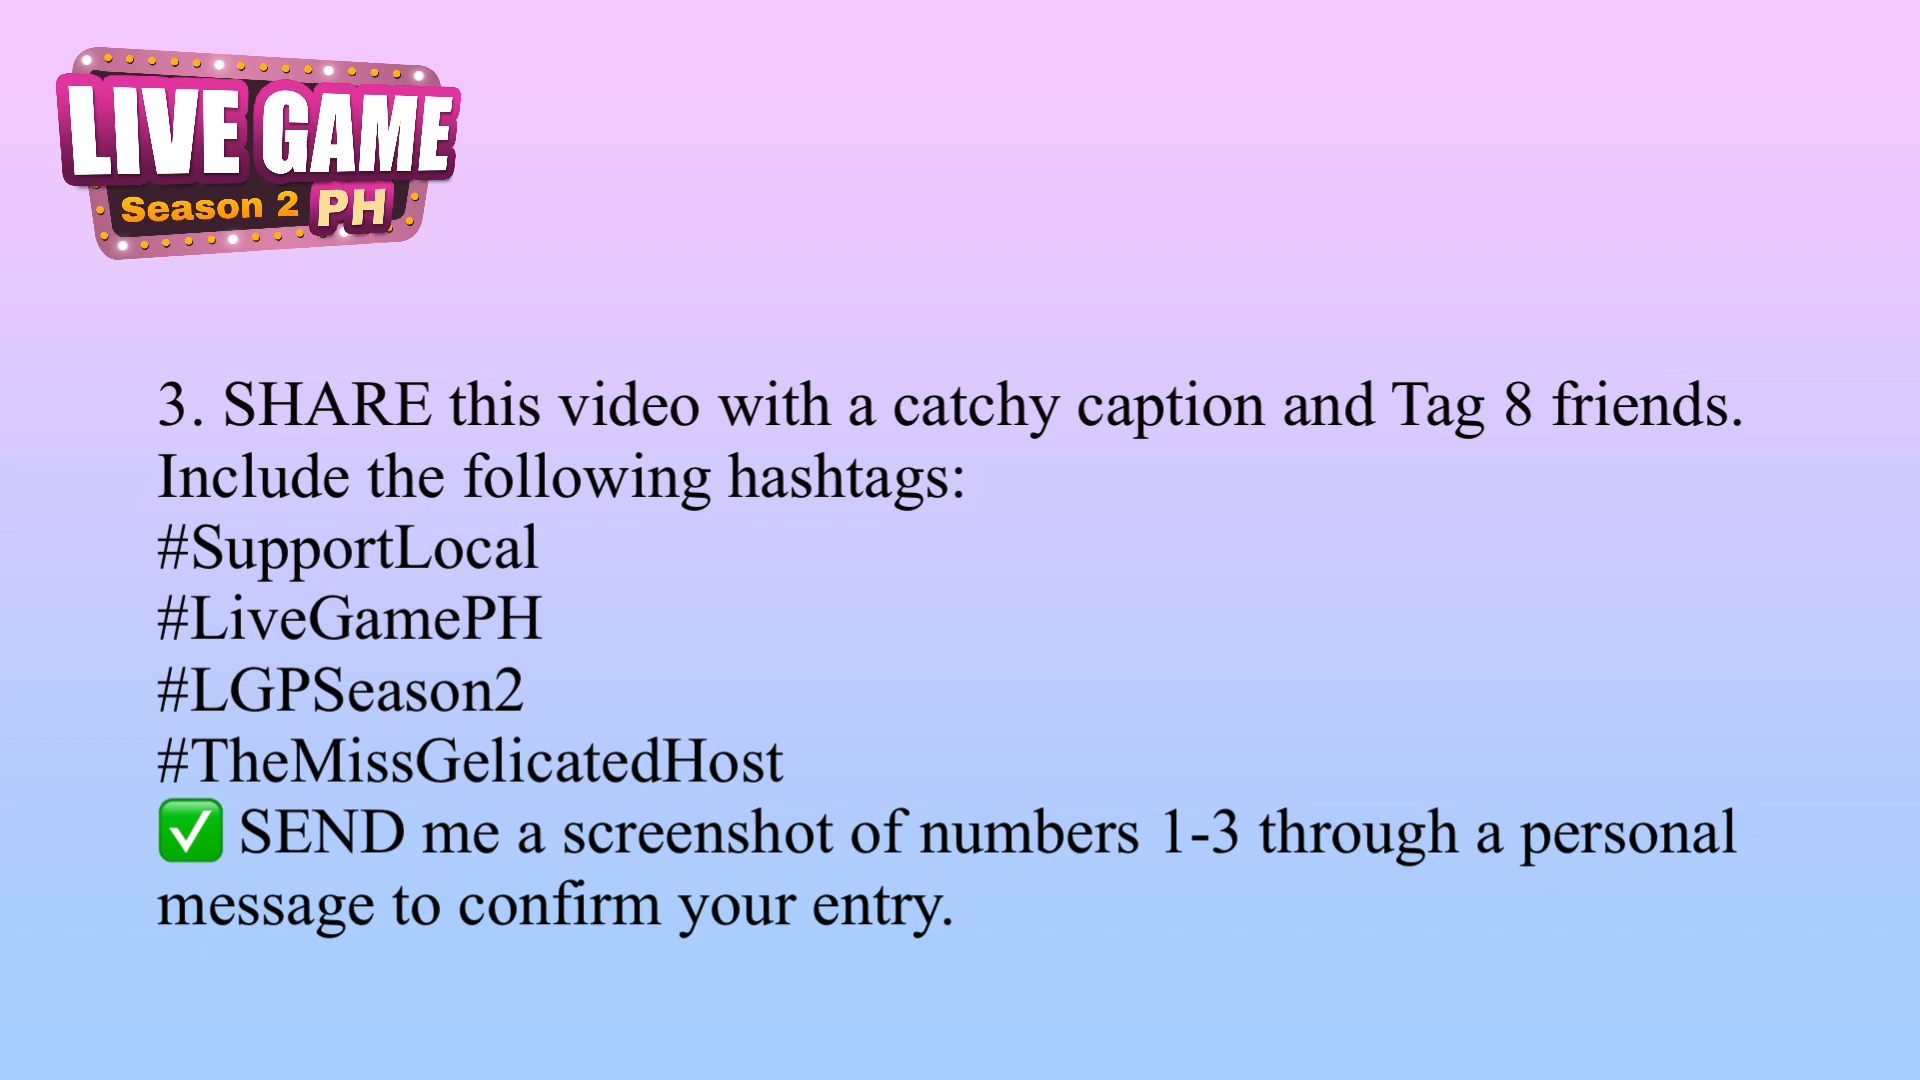 LIVE GAME
Season 2 PH
3. SHARE this video with a catchy caption and Tag 8 friends.
Include the following hashtags:
#SupportLocal
#LiveGamePH
#LGPSeason2
#TheMissGelicatedHost
✅ SEND me a screenshot of numbers 1-3 through a personal
message to confirm your entry.